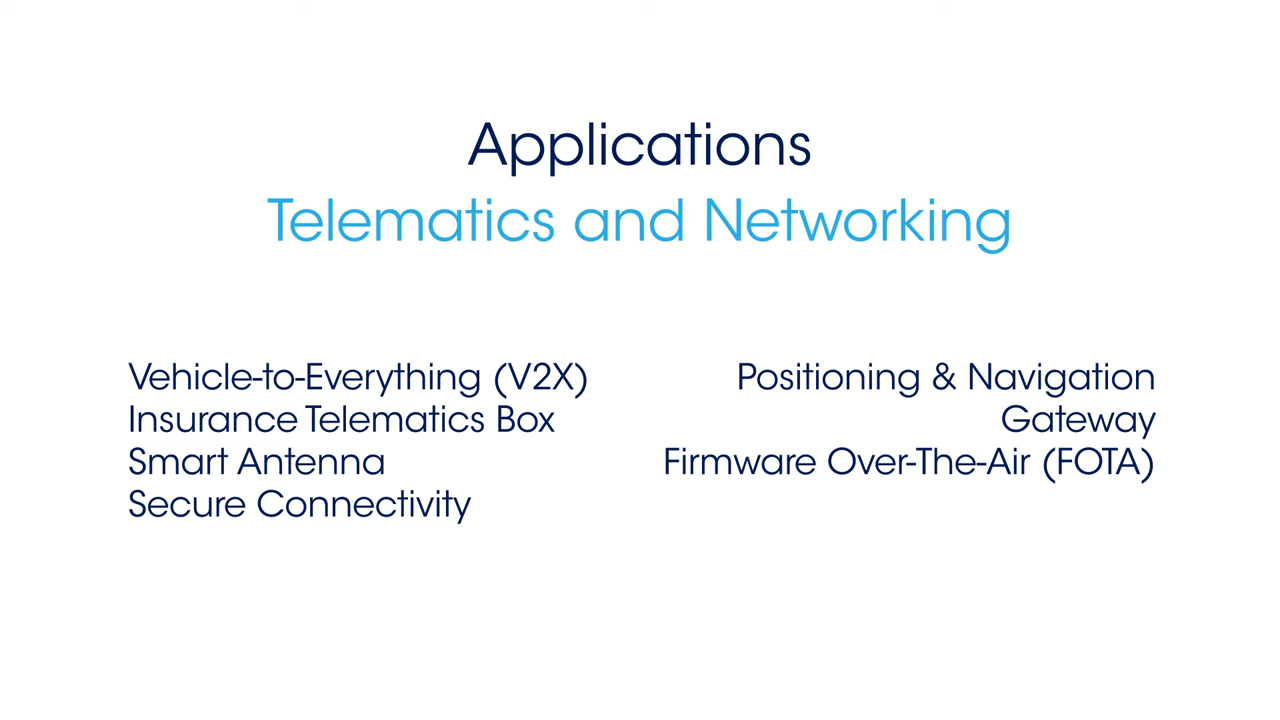 Applications
Telematics and Networking
Vehicle-to-Everything (V2X)
Insurance Telematics Box
Smart Antenna
Secure Connectivity
Positioning & Navigation
Gateway
Firmware Over-The-Air (FOTA)